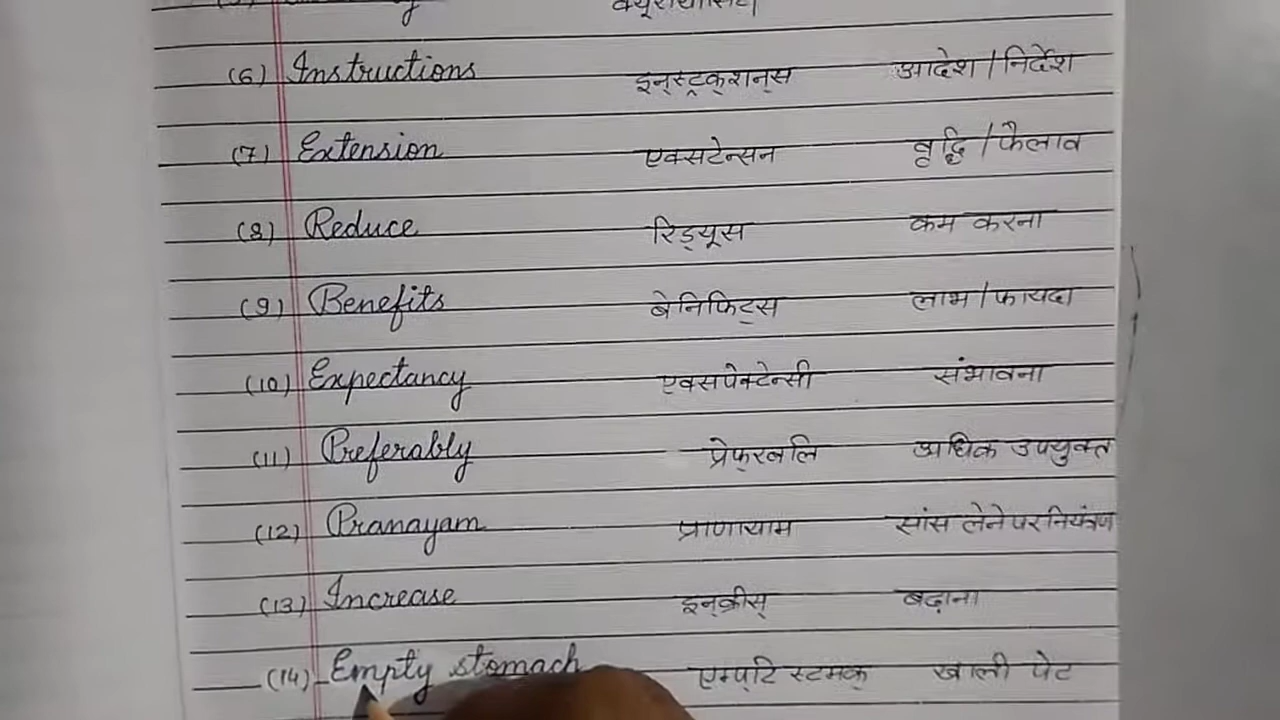 (6) Instructions इन्स्ट्रक्शन्स आदेश / निर्देश
(7) Extension एक्सटेन्सन वृद्धि / फैलाव
(8) Reduce रिड्यूस कम करना
(9) Benefits बेनिफिट्स लाभ / फायदा
(10) Expectancy एक्सपेक्टेन्सी संभावना
(11) Preferably प्रेफ्रबलि अधिक उपयुक्त
(12) Pranayam प्राणायाम सांस लेने पर नियंत्रण
(13) Increase इन्क्रीस् बढ़ाना
(14) Empty stomach एम्प्टि स्टमक् खाली पेट